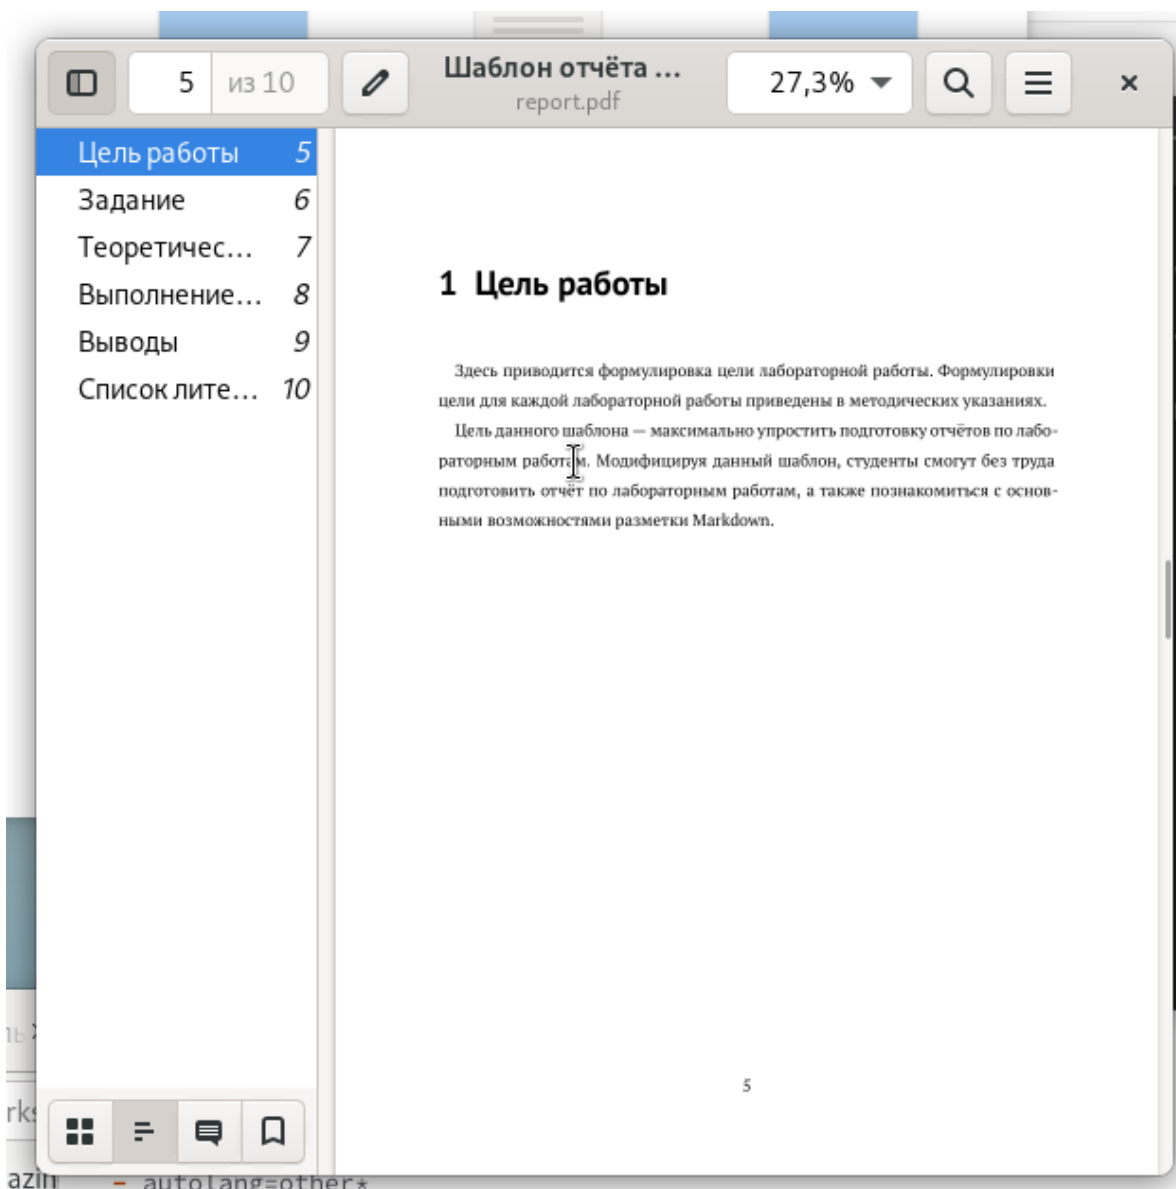 5 из 10
Шаблон отчёта ...
report.pdf
27,3%
Цель работы 5
Задание 6
Теоретичес... 7
Выполнение... 8
Выводы 9
Список лите... 10
1 Цель работы
Здесь приводится формулировка цели лабораторной работы. Формулировки
цели для каждой лабораторной работы приведены в методических указаниях.
Цель данного шаблона — максимально упростить подготовку отчётов по лабо-
раторным работам. Модифицируя данный шаблон, студенты смогут без труда
подготовить отчёт по лабораторным работам, а также познакомиться с основ-
ными возможностями разметки Markdown.
5
- autolang=other*